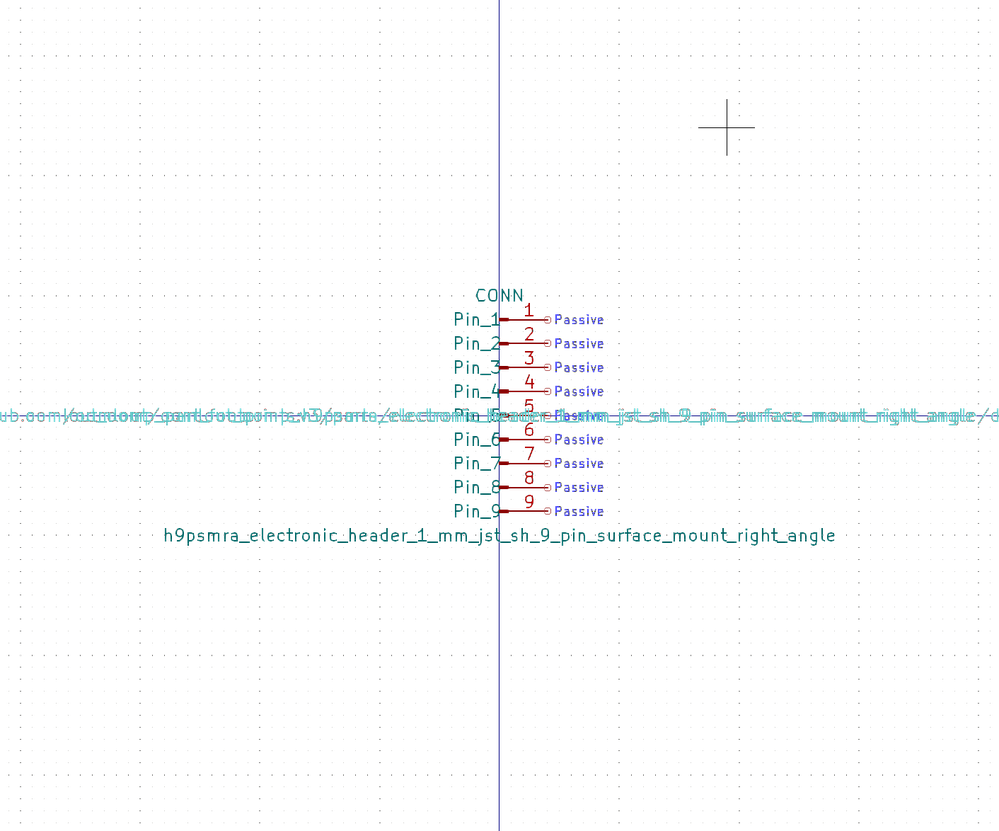 CONN
Pin_1 1 Passive
Pin_2 2 Passive
Pin_3 3 Passive
Pin_4 4 Passive
5 Passive
Pin_6 6 Passive
Pin_7 7 Passive
Pin_8 8 Passive
Pin_9 9 Passive
h9psmra_electronic_header_1_mm_jst_sh_9_pin_surface_mount_right_angle